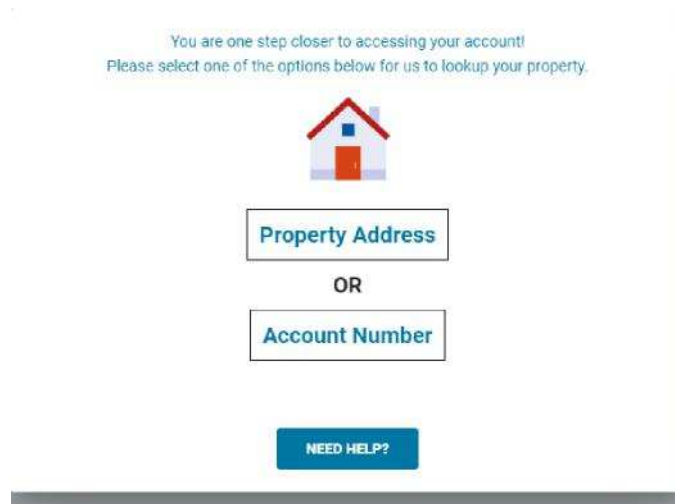 You are one step closer to accessing your account!
Please select one of the options below for us to lookup your property.
Property Address
OR
Account Number
NEED HELP?